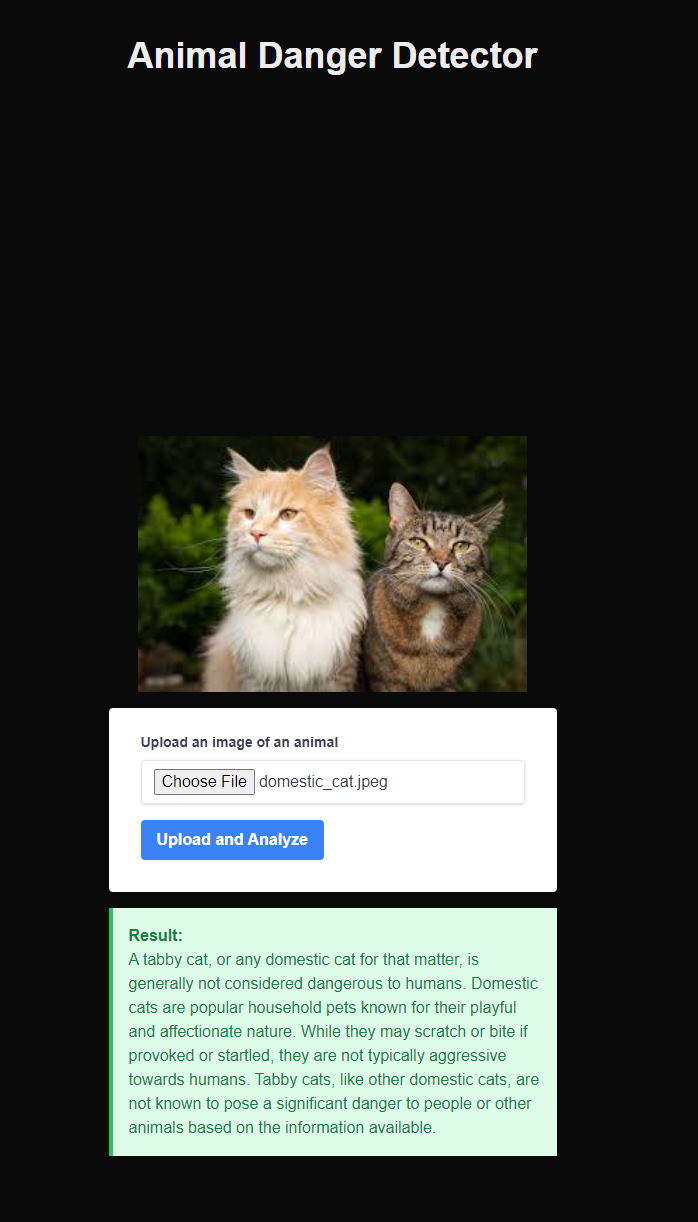 Animal Danger Detector
Upload an image of an animal
Choose File domestic_cat.jpeg
Upload and Analyze
Result:
A tabby cat, or any domestic cat for that matter, is
generally not considered dangerous to humans. Domestic
cats are popular household pets known for their playful
and affectionate nature. While they may scratch or bite if
provoked or startled, they are not typically aggressive
towards humans. Tabby cats, like other domestic cats, are
not known to pose a significant danger to people or other
animals based on the information available.